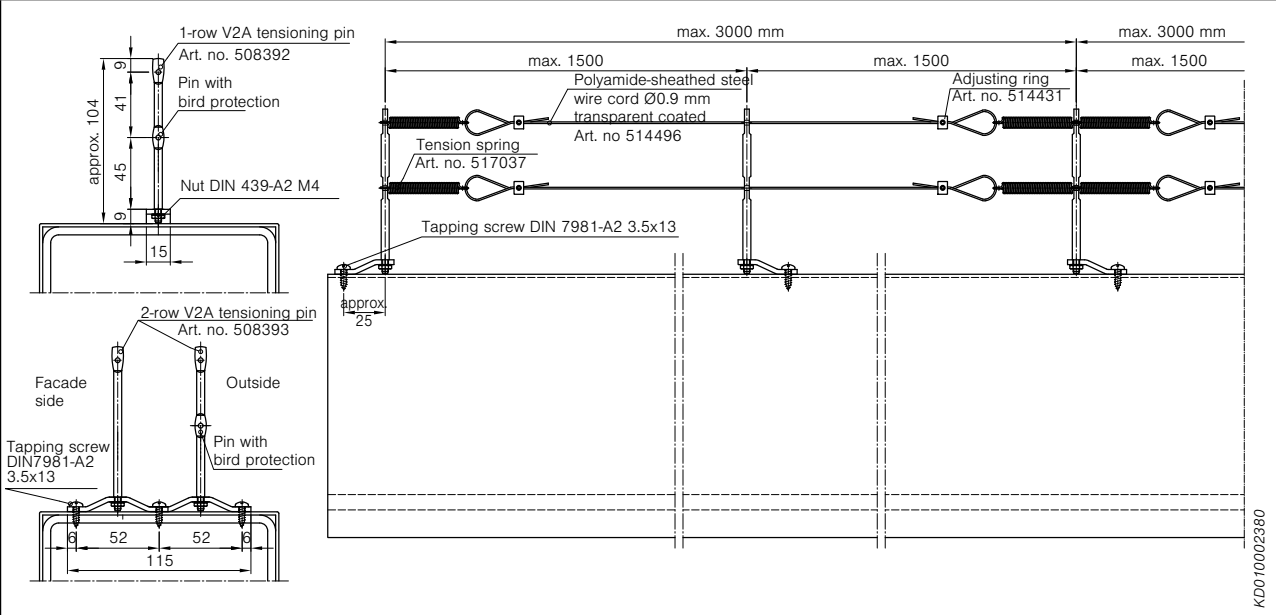 1-row V2A tensioning pin
Art. no. 508392
Pin with
bird protection
9
41
approx. 104
45
9
Nut DIN 439-A2 M4
15
2-row V2A tensioning pin
Art. no. 508393
Facade
side
Outside
Pin with
bird protection
Tapping screw
DIN7981-A2
3.5x13
6
52
52
6
115
max. 3000 mm
max. 3000 mm
max. 1500
max. 1500
max. 1500
Polyamide-sheathed steel
wire cord Ø0.9 mm
transparent coated
Art. no 514496
Adjusting ring
Art. no. 514431
Tension spring
Art. no. 517037
Tapping screw DIN 7981-A2 3.5x13
approx.
25
KD010002380